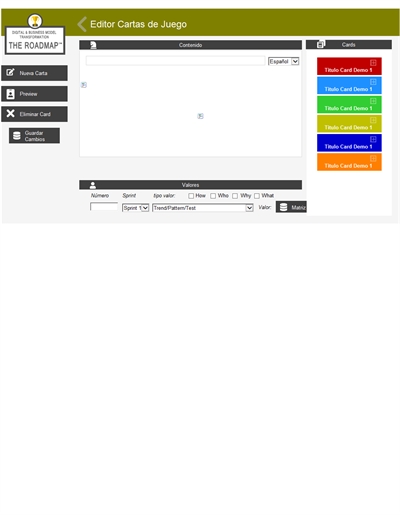 DIGITAL & BUSINESS MODEL
TRANSFORMATION
THE ROADMAP™
Editor Cartas de Juego
Nueva Carta
Preview
Eliminar Card
Guardar
Cambios
Contenido
Español
Valores
Número
Sprint
tipo valor:
How
Who
Why
What
Sprint 1
Trend/Pattern/Test
Valor:
Matriz
Cards
Titulo Card Demo 1
Titulo Card Demo 1
Titulo Card Demo 1
Titulo Card Demo 1
Titulo Card Demo 1
Titulo Card Demo 1